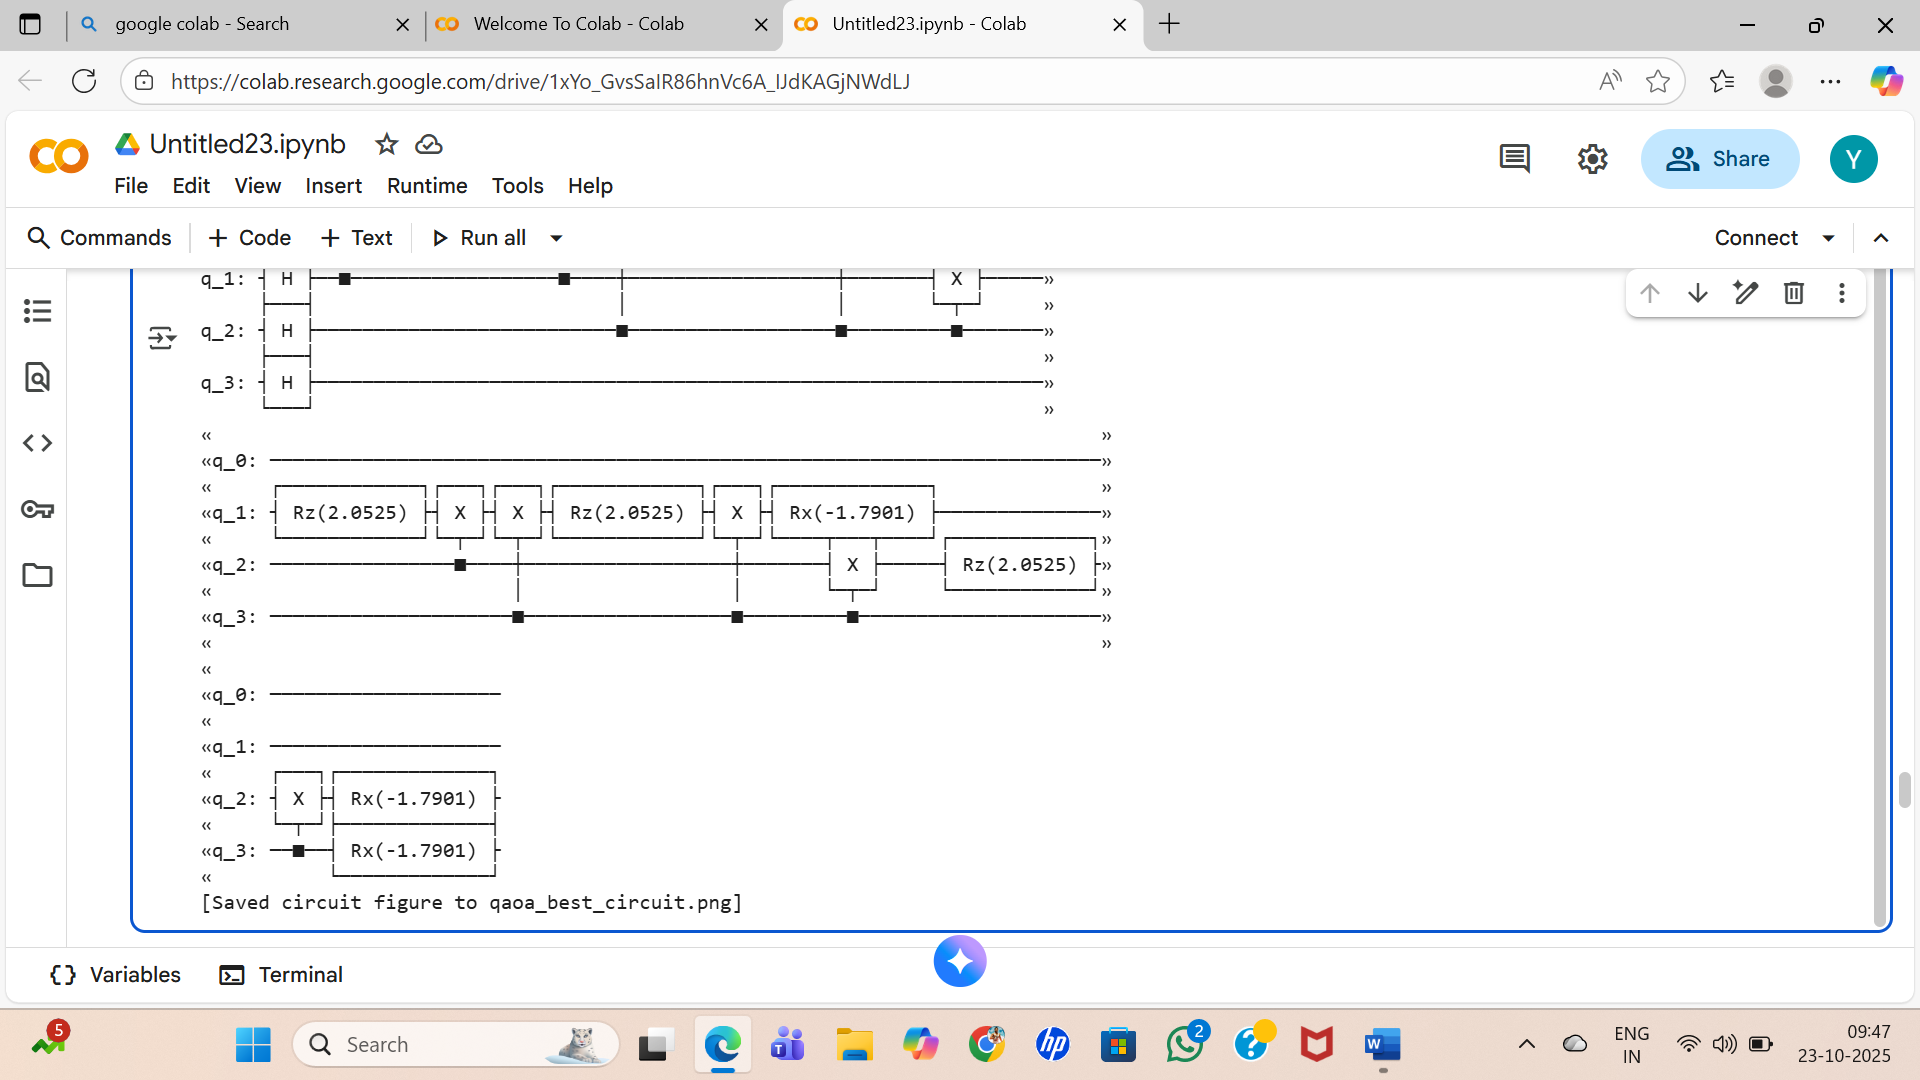 google colab - Search
Welcome To Colab - Colab
Untitled23.ipynb - Colab
https://colab.research.google.com/drive/1xYo_GvsSaIR86hnVc6A_IJdKAGjNWdLJ
Untitled23.ipynb
File Edit View Insert Runtime Tools Help
Share
Y
Commands + Code + Text Run all
Connect
q_1: H X »
»
q_2: H »
»
q_3: H »
»
« »
«q_0: »
« »
«q_1: Rz(2.0525) X X Rz(2.0525) X Rx(-1.7901) »
« »
«q_2: X Rz(2.0525) »
« »
«q_3: »
« »
«
«q_0:
«
«q_1:
«
«q_2: X Rx(-1.7901)
«
«q_3: Rx(-1.7901)
«
[Saved circuit figure to qaoa_best_circuit.png]
{} Variables Terminal
5
Search
T
hp
2
?
W
ENG
IN
09:47
23-10-2025